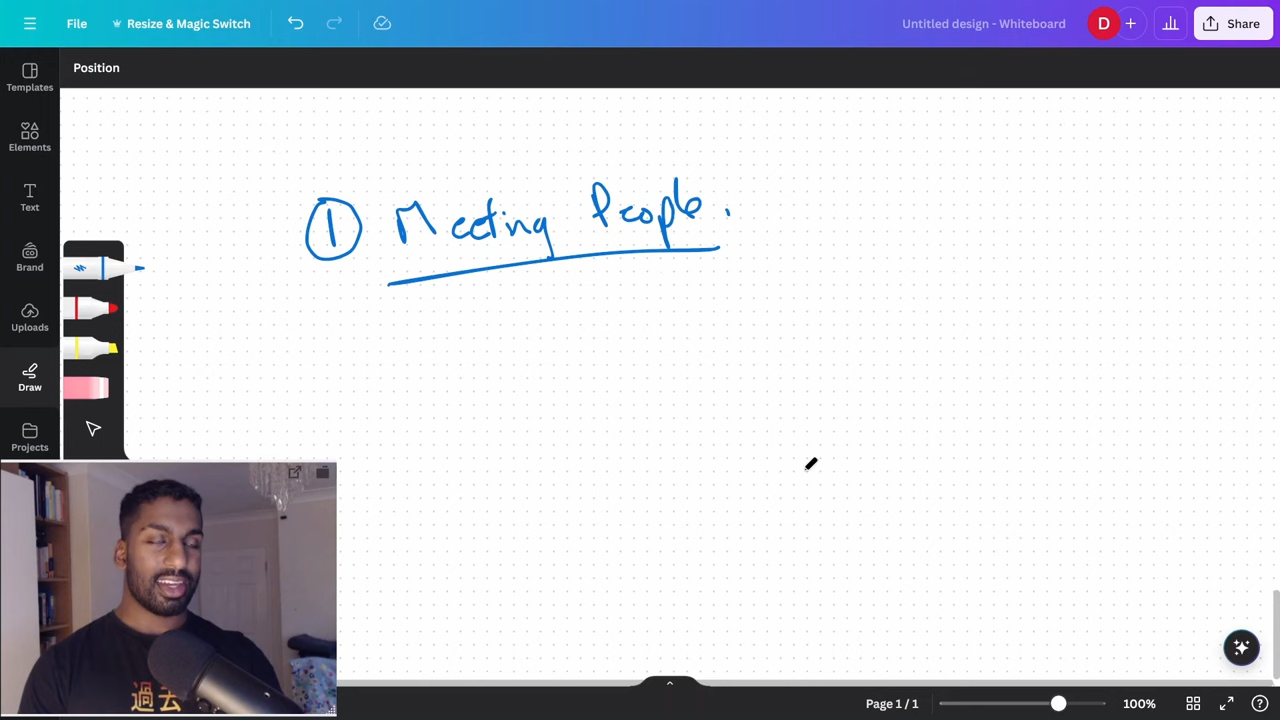 File
Resize & Magic Switch
Untitled design - Whiteboard
D
+
Share
Templates
Elements
Text
Brand
Uploads
Draw
Projects
Position
① Meeting People.
過去
Page 1 / 1
100%